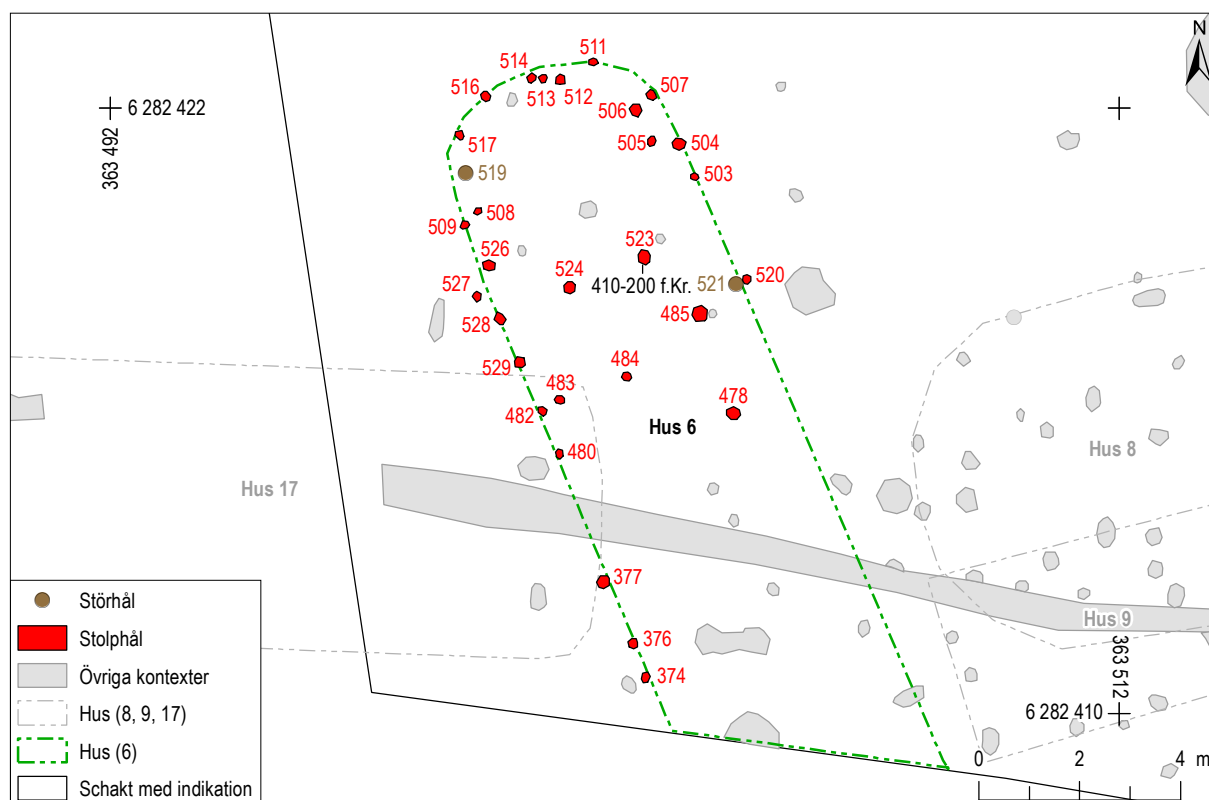 N
511
514
513
512
516
507
506
6 282 422
363 492
517
505
504
503
519
508
509
526
523
524
410-200 f.Kr.
521
520
527
528
485
529
484
483
482
478
Hus 6
480
Hus 8
Hus 17
377
376
374
Hus 9
363 512
6 282 410
0 2 4 m
Störhål
Stolphål
Övriga kontexter
Hus (8, 9, 17)
Hus (6)
Schakt med indikation